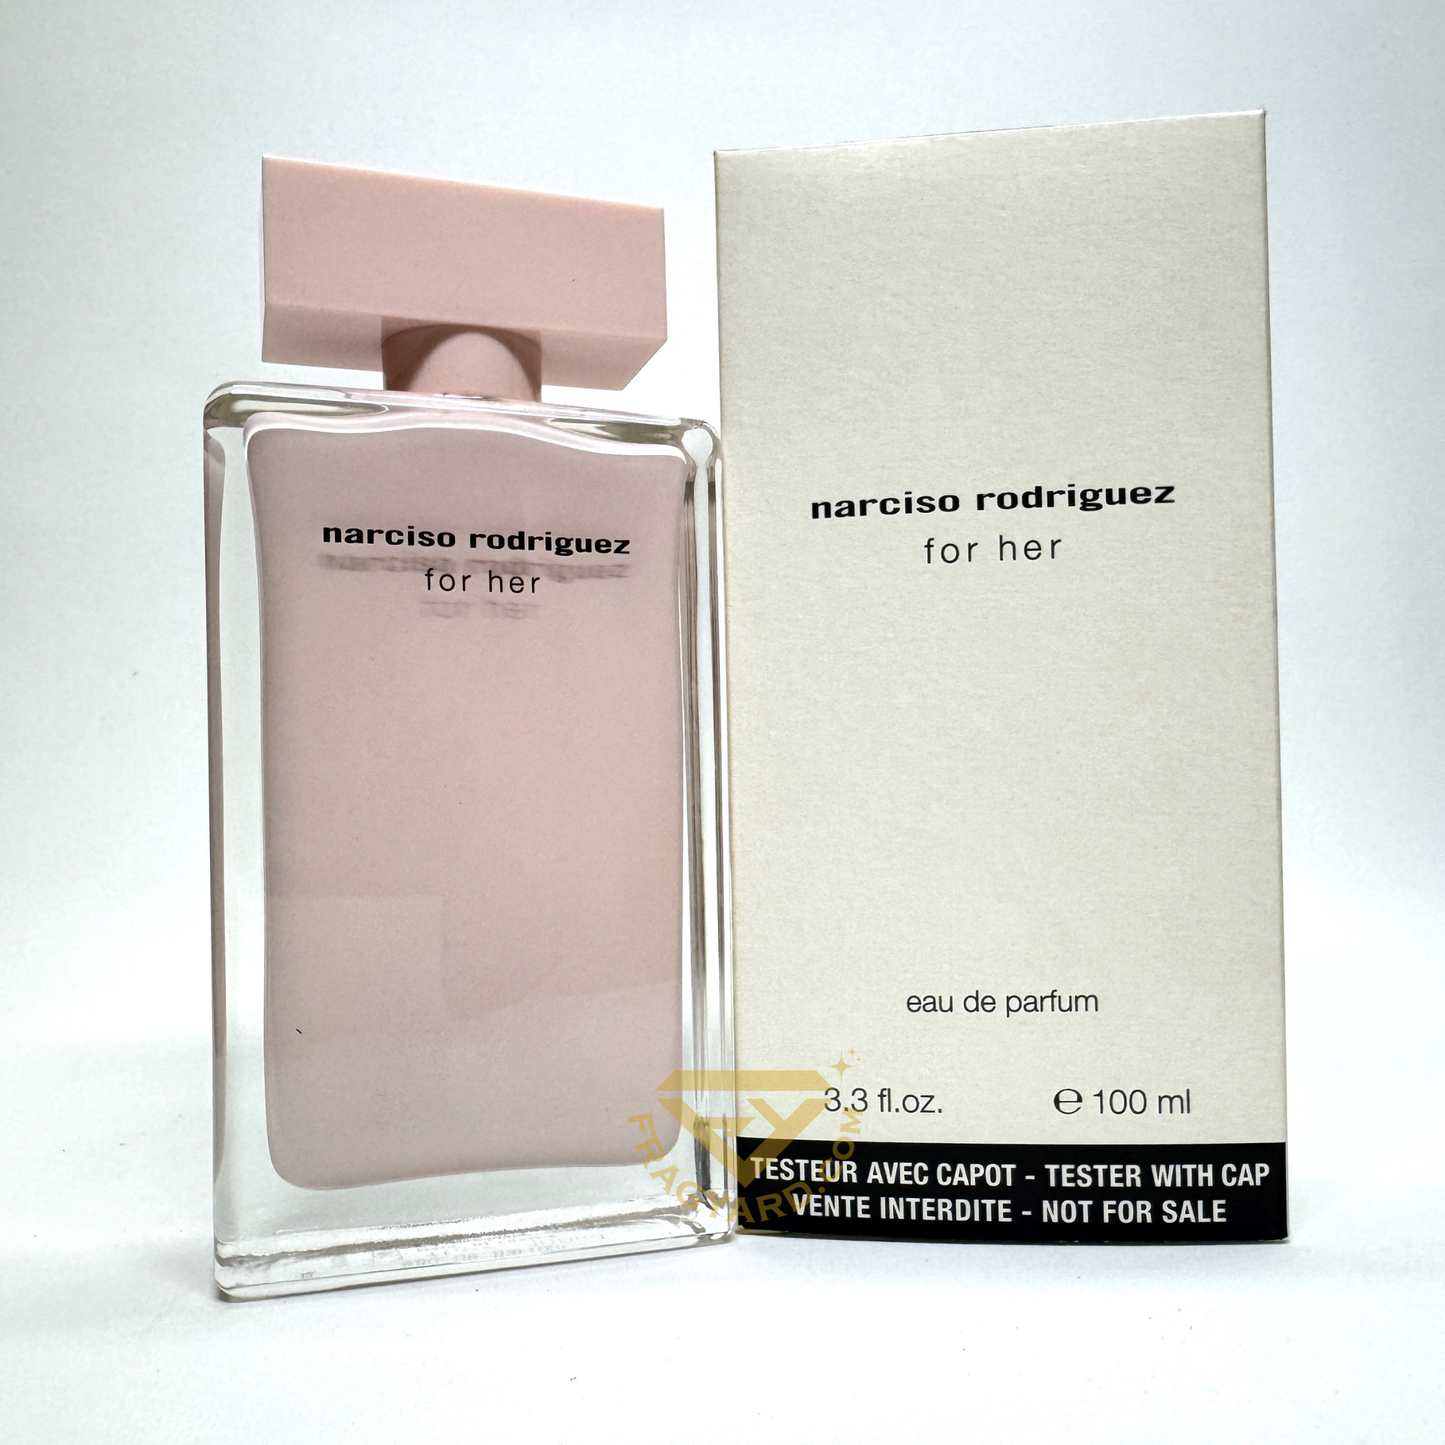 narciso rodriguez
for her
narciso rodriguez
for her
eau de parfum
3.3 fl.oz. ℮ 100 ml
TESTEUR AVEC CAPOT - TESTER WITH CAP
VENTE INTERDITE - NOT FOR SALE
FRAGYARD.COM